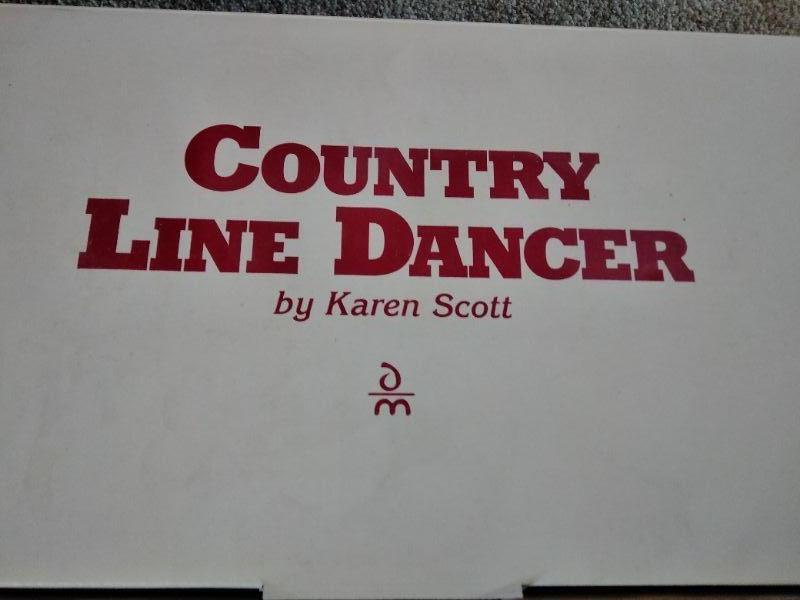 COUNTRY
LINE DANCER
by Karen Scott